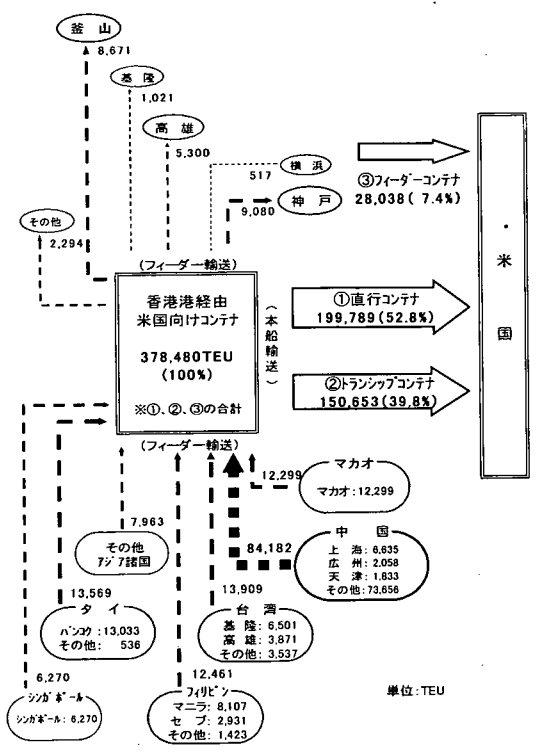 釜山
8,671
基隆
1,021
高雄
5,300
横浜
517
神戸
9,080
その他
2,294
(フィーダー輸送)
香港港経由
米国向けコンテナ
378,480TEU
(100%)
※①、②、③の合計
(フィーダー輸送)
(本船輸送)
③フィーダーコンテナ
28,038( 7.4%)
①直行コンテナ
199,789(52.8%)
②トランシップコンテナ
150,653(39.8%)
米国
12,299
マカオ
マカオ:12,299
84,182
中国
上海: 6,635
広州: 2,058
天津: 1,833
その他:73,656
7,963
その他
アジア諸国
13,909
台湾
基隆: 6,501
高雄: 3,871
その他: 3,537
13,569
タイ
バンコク:13,033
その他: 536
12,461
フィリピン
マニラ: 8,107
セブ: 2,931
その他: 1,423
6,270
シンガポール
シンガポール: 6,270
単位:TEU